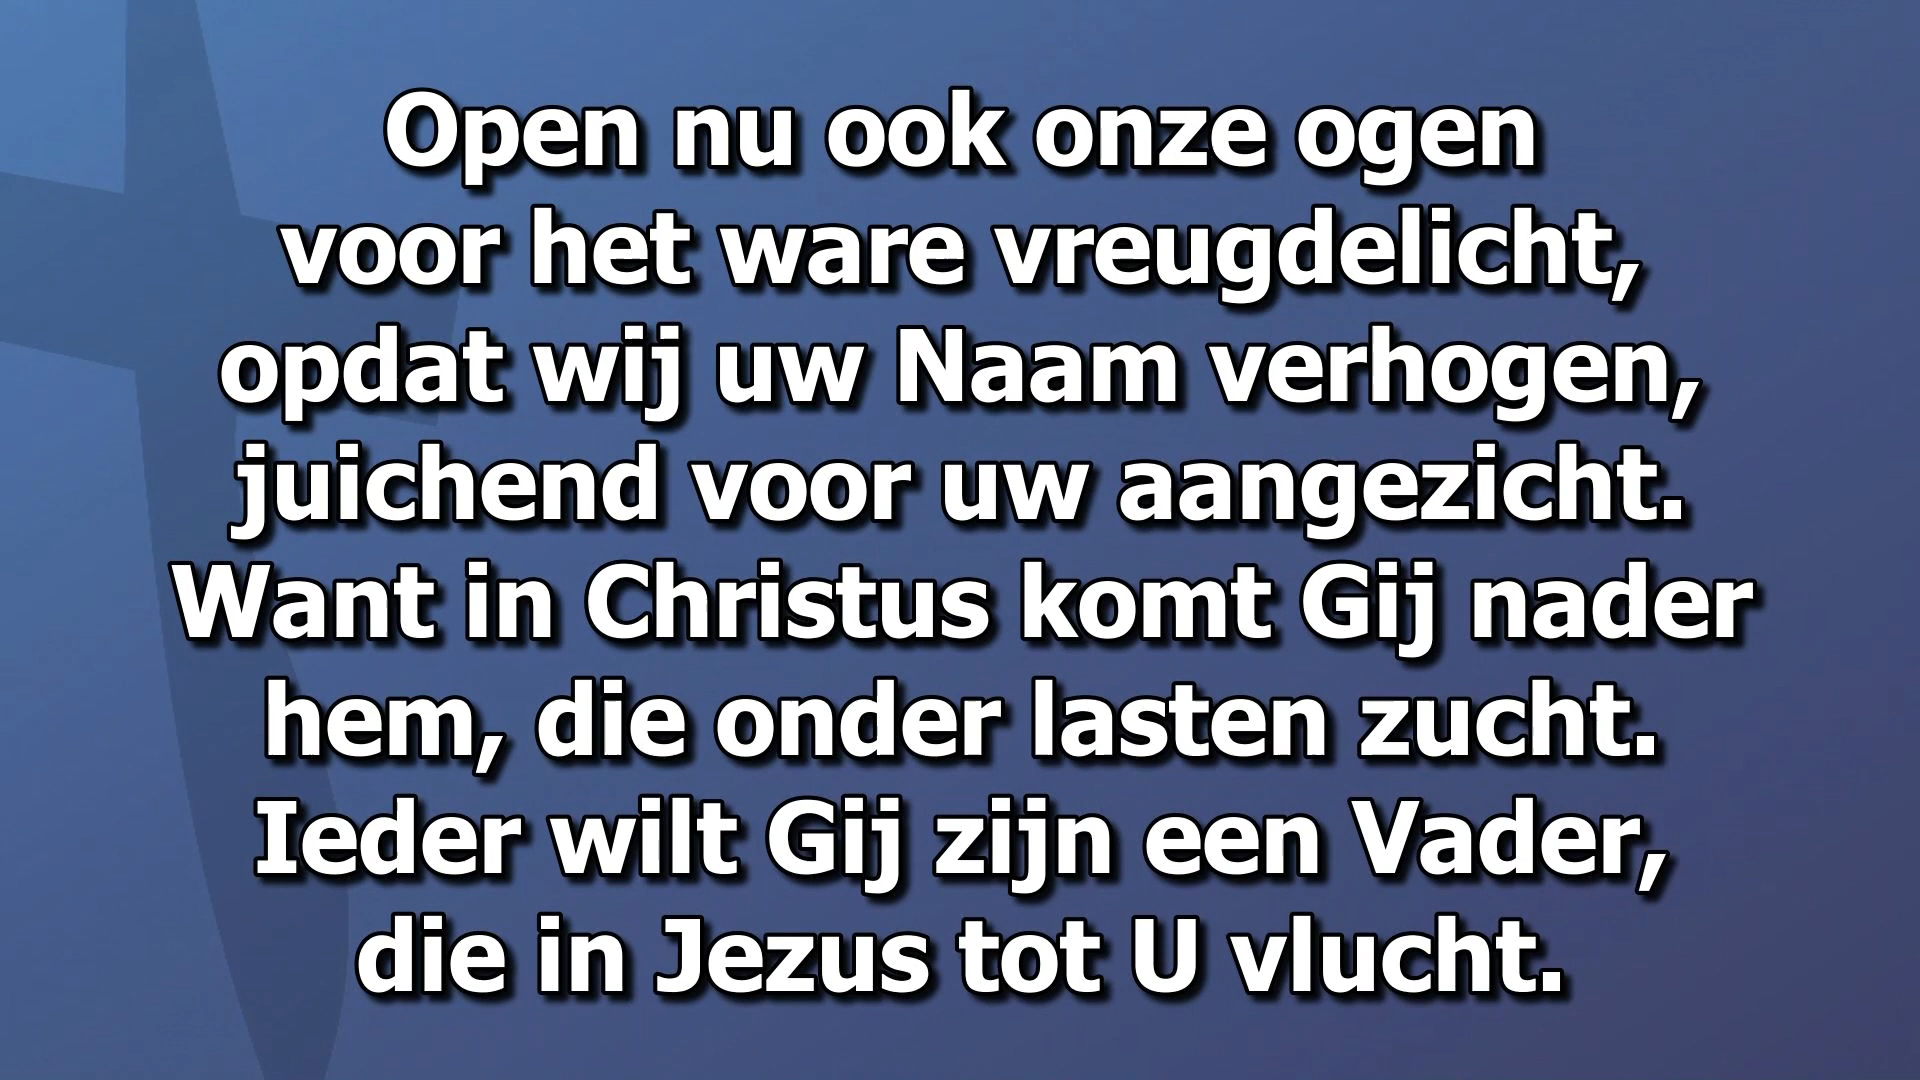 Open nu ook onze ogen
voor het ware vreugdelicht,
opdat wij uw Naam verhogen,
juichend voor uw aangezicht.
Want in Christus komt Gij nader
hem, die onder lasten zucht.
Ieder wilt Gij zijn een Vader,
die in Jezus tot U vlucht.